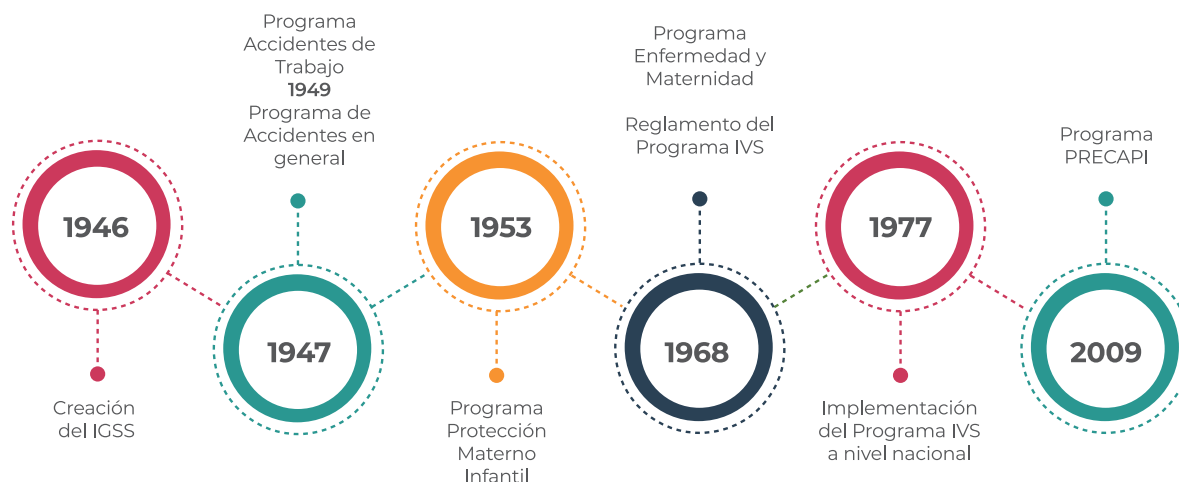 1946
Creación
del IGSS
Programa
Accidentes de
Trabajo
1949
Programa de
Accidentes en
general
1947
1953
Programa
Protección
Materno
Infantil
Programa
Enfermedad y
Maternidad
Reglamento del
Programa IVS
1968
1977
Implementación
del Programa IVS
a nivel nacional
Programa
PRECAPI
2009